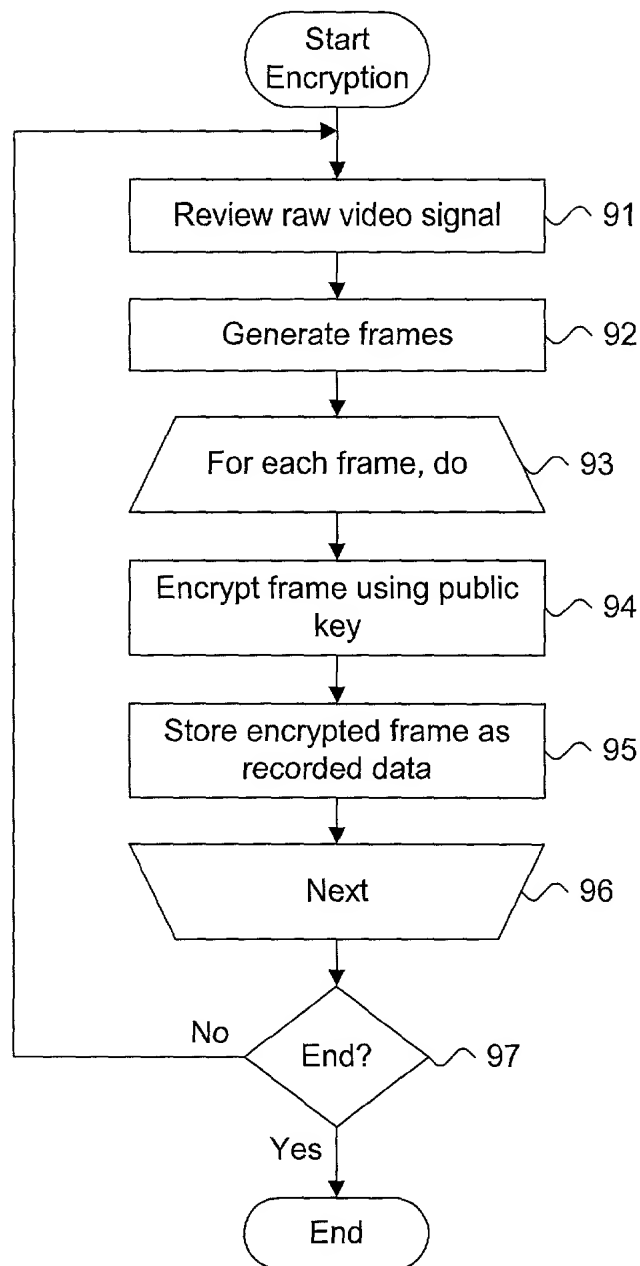 Start
Encryption
Review raw video signal
91
Generate frames
92
For each frame, do
93
Encrypt frame using public
key
94
Store encrypted frame as
recorded data
95
Next
96
No
End?
97
Yes
End